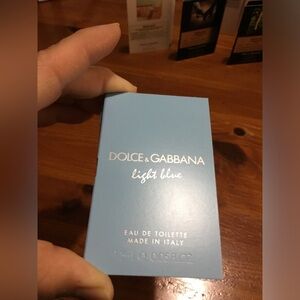 DOLCE & GABBANA
light blue
EAU DE TOILETTE
MADE IN ITALY